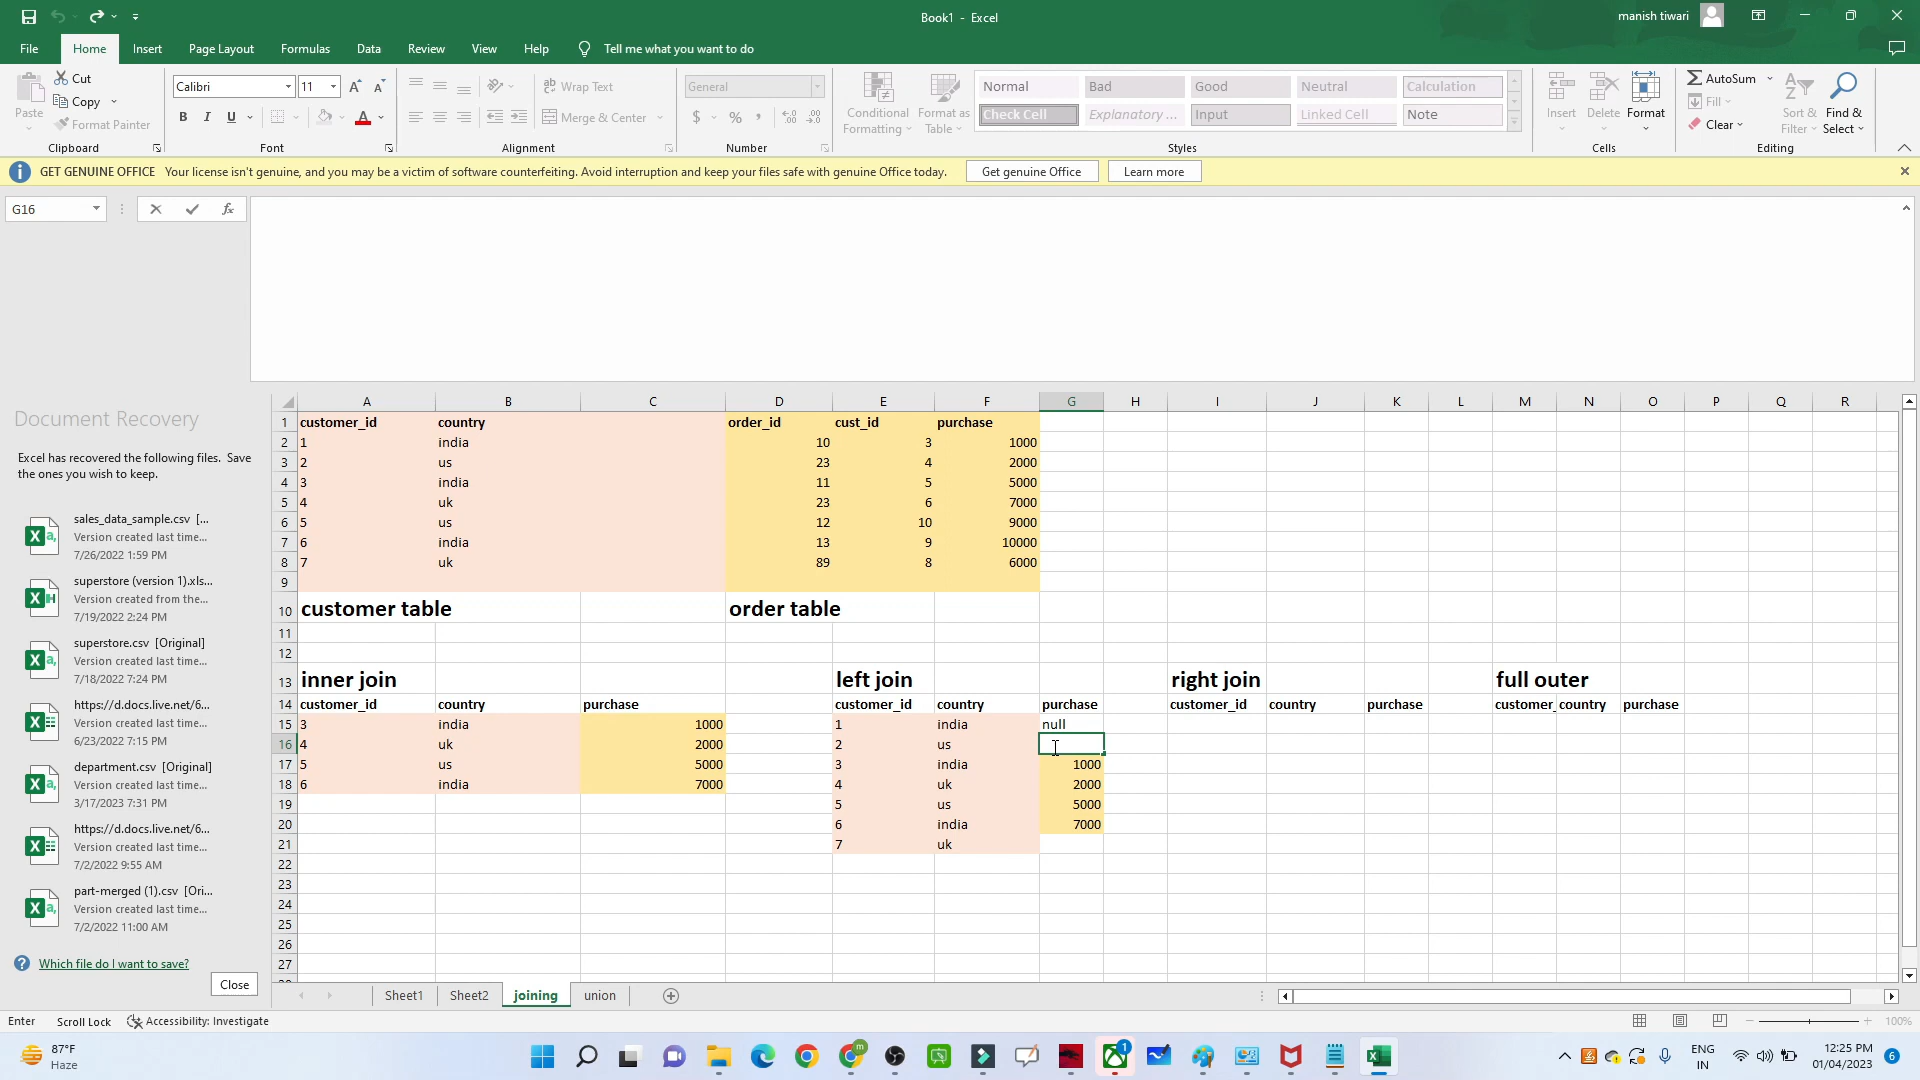 Book1 - Excel
manish tiwari
File Home Insert Page Layout Formulas Data Review View Help Tell me what you want to do
Cut
Copy
Format Painter
Paste
Clipboard
Calibri 11
B I U
Font
Wrap Text
Merge & Center
Alignment
General
$ % ,
Number
Conditional Formatting
Format as Table
Normal Bad Good Neutral Calculation
Check Cell Explanatory ... Input Linked Cell Note
Styles
Insert Delete Format
Cells
AutoSum
Fill
Clear
Sort & Filter
Find & Select
Editing
GET GENUINE OFFICE Your license isn't genuine, and you may be a victim of software counterfeiting. Avoid interruption and keep your files safe with genuine Office today. Get genuine Office Learn more
G16 fx
Document Recovery
Excel has recovered the following files. Save
the ones you wish to keep.
sales_data_sample.csv [...
Version created last time...
7/26/2022 1:59 PM
superstore (version 1).xls...
Version created from the...
7/19/2022 2:24 PM
superstore.csv [Original]
Version created last time...
7/18/2022 7:24 PM
https://d.docs.live.net/6...
Version created last time...
6/23/2022 7:15 PM
department.csv [Original]
Version created last time...
3/17/2023 7:31 PM
https://d.docs.live.net/6...
Version created last time...
7/2/2022 9:55 AM
part-merged (1).csv [Ori...
Version created last time...
7/2/2022 11:00 AM
Which file do I want to save?
Close
A B C D E F G H I J K L M N O P Q R
1 customer_id country order_id cust_id purchase
2 1 india 10 3 1000
3 2 us 23 4 2000
4 3 india 11 5 5000
5 4 uk 23 6 7000
6 5 us 12 10 9000
7 6 india 13 9 10000
8 7 uk 89 8 6000
9
10 customer table order table
11
12
13 inner join left join right join full outer
14 customer_id country purchase customer_id country purchase customer_id country purchase customer_ country purchase
15 3 india 1000 1 india null
16 4 uk 2000 2 us
17 5 us 5000 3 india 1000
18 6 india 7000 4 uk 2000
19 5 us 5000
20 6 india 7000
21 7 uk
22
23
24
25
26
27
Sheet1 Sheet2 joining union
Enter Scroll Lock Accessibility: Investigate 100%
87°F
Haze
m
1
ENG
IN
12:25 PM
01/04/2023
6